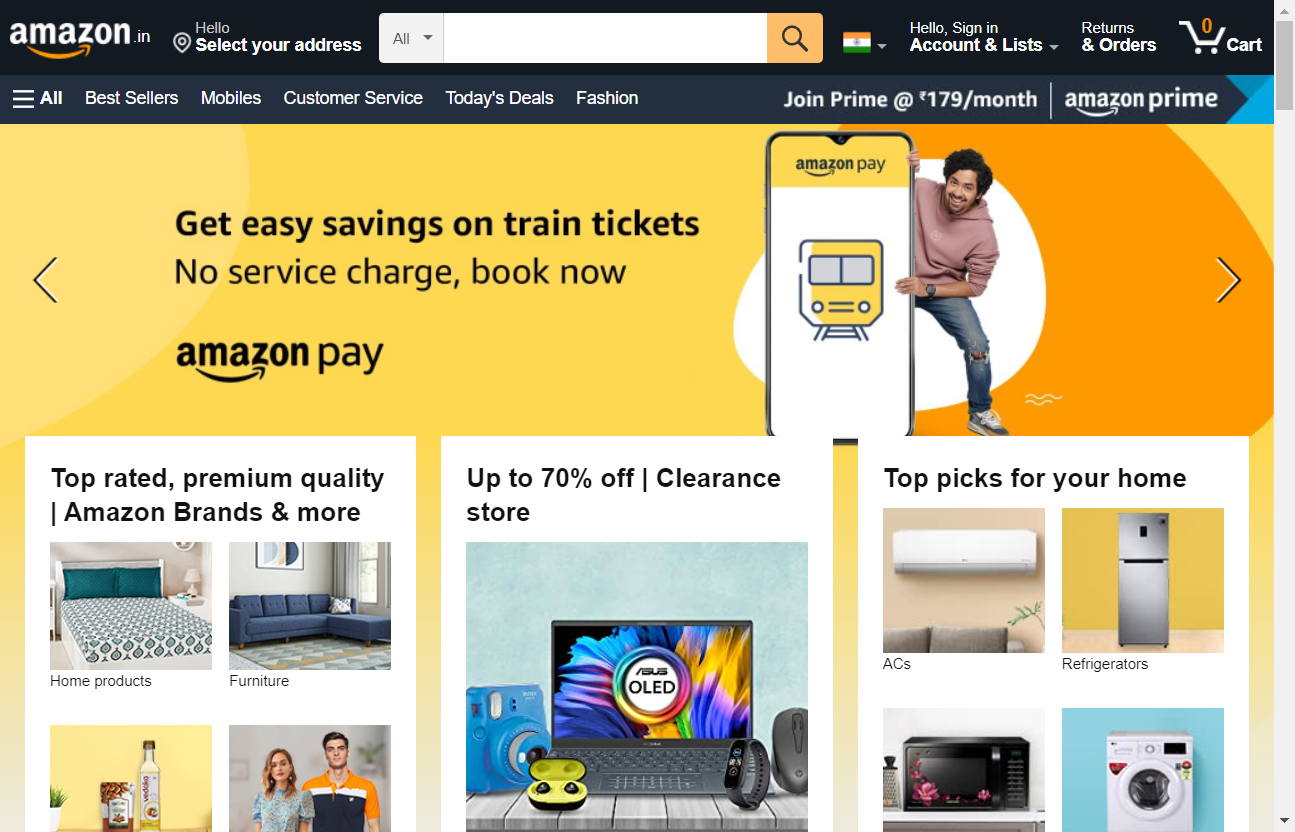 amazon.in
Hello
Select your address
All
0
Hello, Sign in
Account & Lists
Returns
& Orders
Cart
All
Best Sellers
Mobiles
Customer Service
Today's Deals
Fashion
Join Prime @ ₹179/month
amazon prime
amazon pay
Get easy savings on train tickets
No service charge, book now
amazon pay
Top rated, premium quality
| Amazon Brands & more
Home products
Furniture
Up to 70% off | Clearance
store
ASUS
OLED
hp
Top picks for your home
ACs
Refrigerators
vedaka